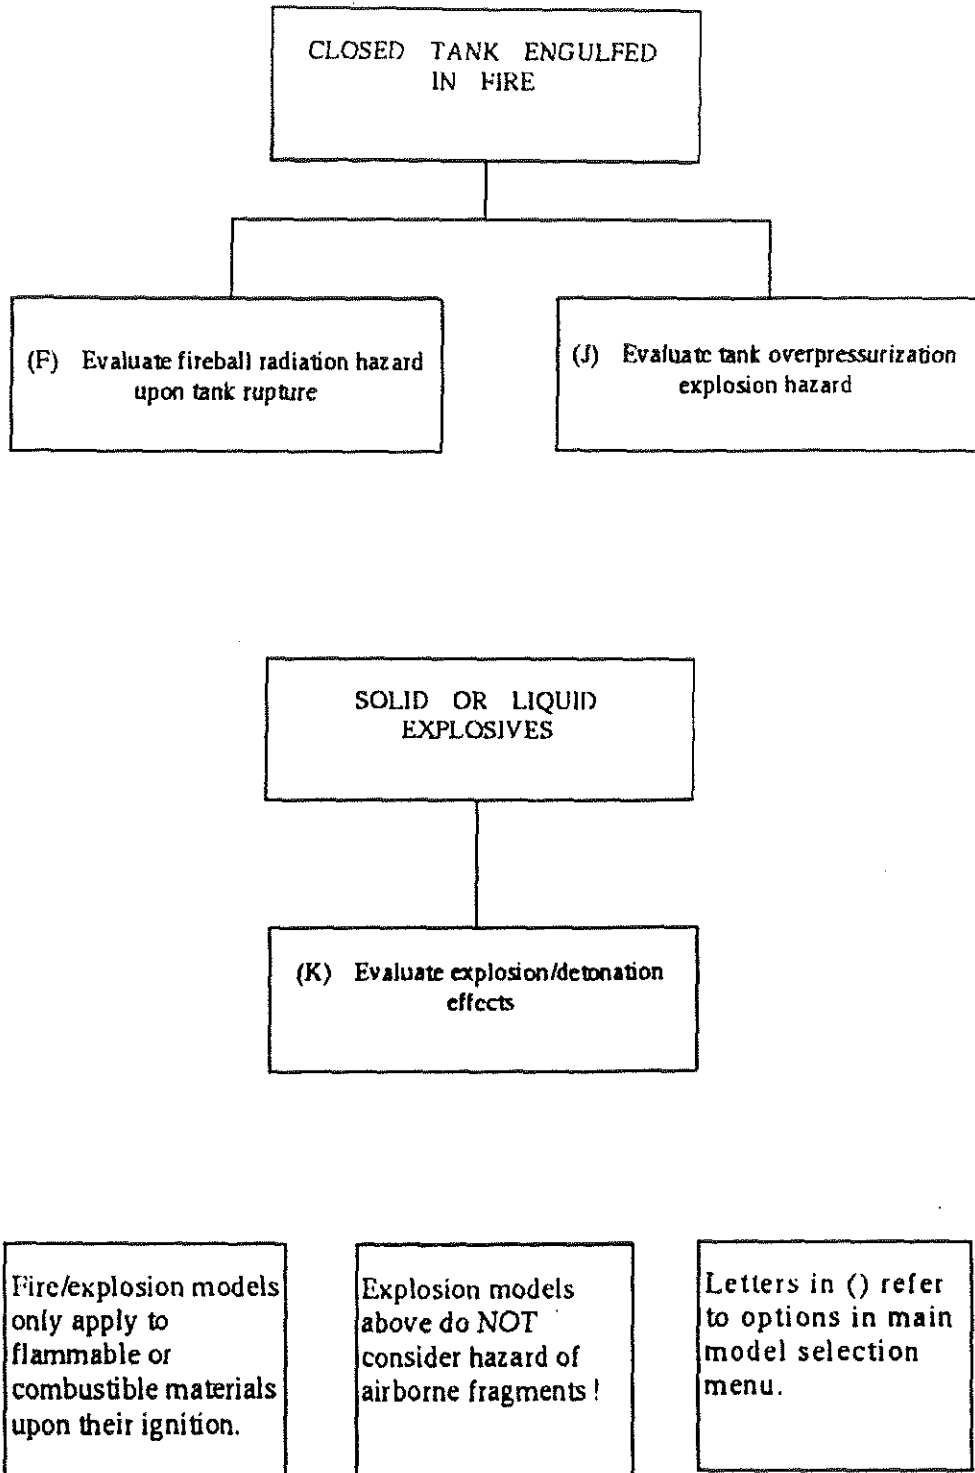 CLOSED TANK ENGULFED
IN FIRE
(F) Evaluate fireball radiation hazard
upon tank rupture
(J) Evaluate tank overpressurization
explosion hazard
SOLID OR LIQUID
EXPLOSIVES
(K) Evaluate explosion/detonation
effects
Fire/explosion models
only apply to
flammable or
combustible materials
upon their ignition.
Explosion models
above do NOT
consider hazard of
airborne fragments !
Letters in () refer
to options in main
model selection
menu.